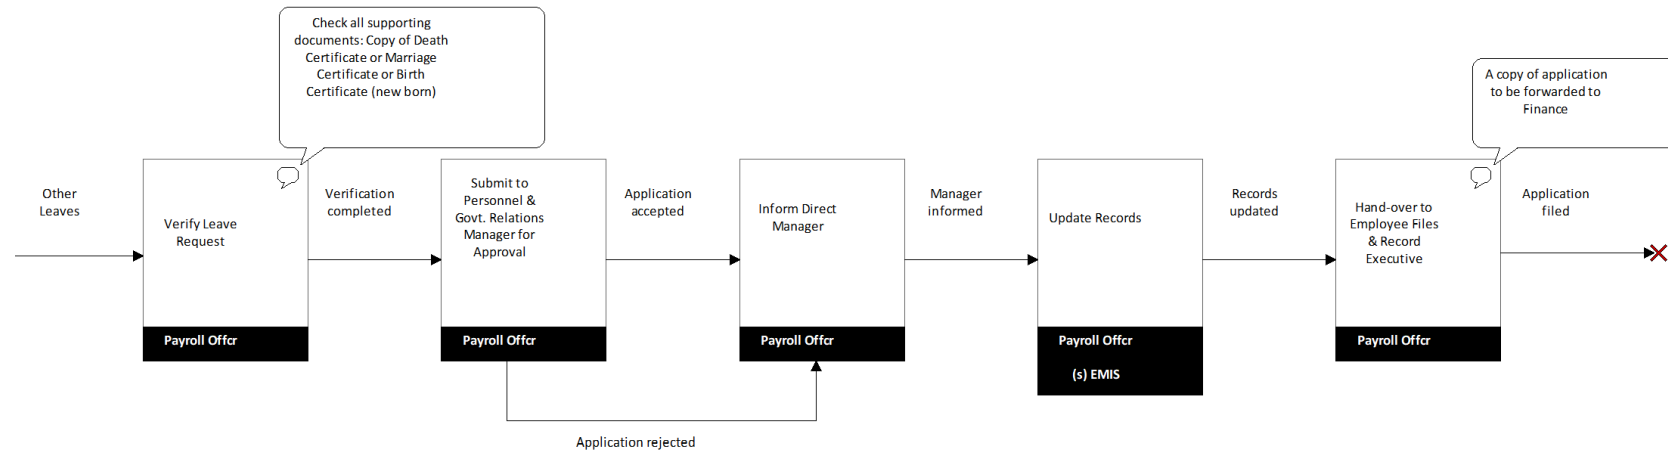 Check all supporting
documents: Copy of Death
Certificate or Marriage
Certificate or Birth
Certificate (new born)
A copy of application
to be forwarded to
Finance
Other
Leaves
Verify Leave
Request
Payroll Offcr
Verification
completed
Submit to
Personnel &
Govt. Relations
Manager for
Approval
Payroll Offcr
Application
accepted
Inform Direct
Manager
Payroll Offcr
Manager
informed
Update Records
Payroll Offcr
(s) EMIS
Records
updated
Hand-over to
Employee Files
& Record
Executive
Payroll Offcr
Application
filed
Application rejected